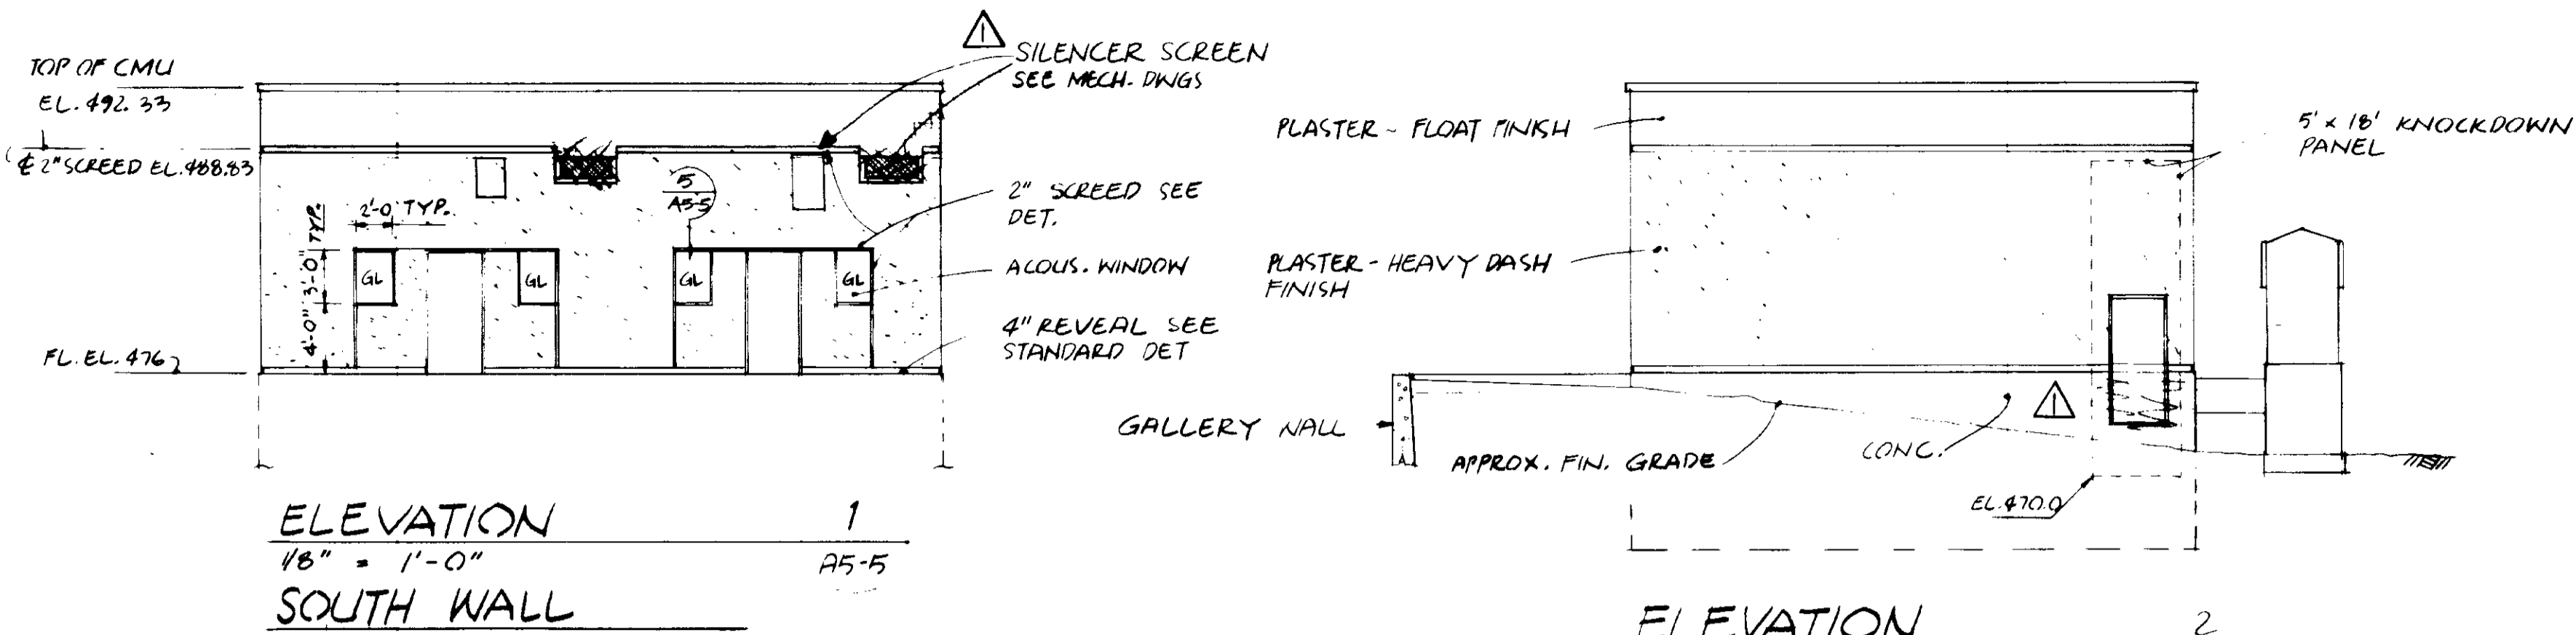 TOP OF CMU
EL. 492.33
℄ 2" SCREED EL. 488.83
2'-0 TYP.
3'-0" TYP.
4'-0"
FL. EL. 476
GL
GL
GL
GL
5
A5-5
1
SILENCER SCREEN
SEE MECH. DWGS
2" SCREED SEE
DET.
ACOUS. WINDOW
4" REVEAL SEE
STANDARD DET
ELEVATION 1
1/8" = 1'-0" A5-5
SOUTH WALL
PLASTER - FLOAT FINISH
PLASTER - HEAVY DASH
FINISH
5' x 18' KNOCKDOWN
PANEL
GALLERY WALL
APPROX. FIN. GRADE
CONC.
1
EL. 470.0
ELEVATION 2